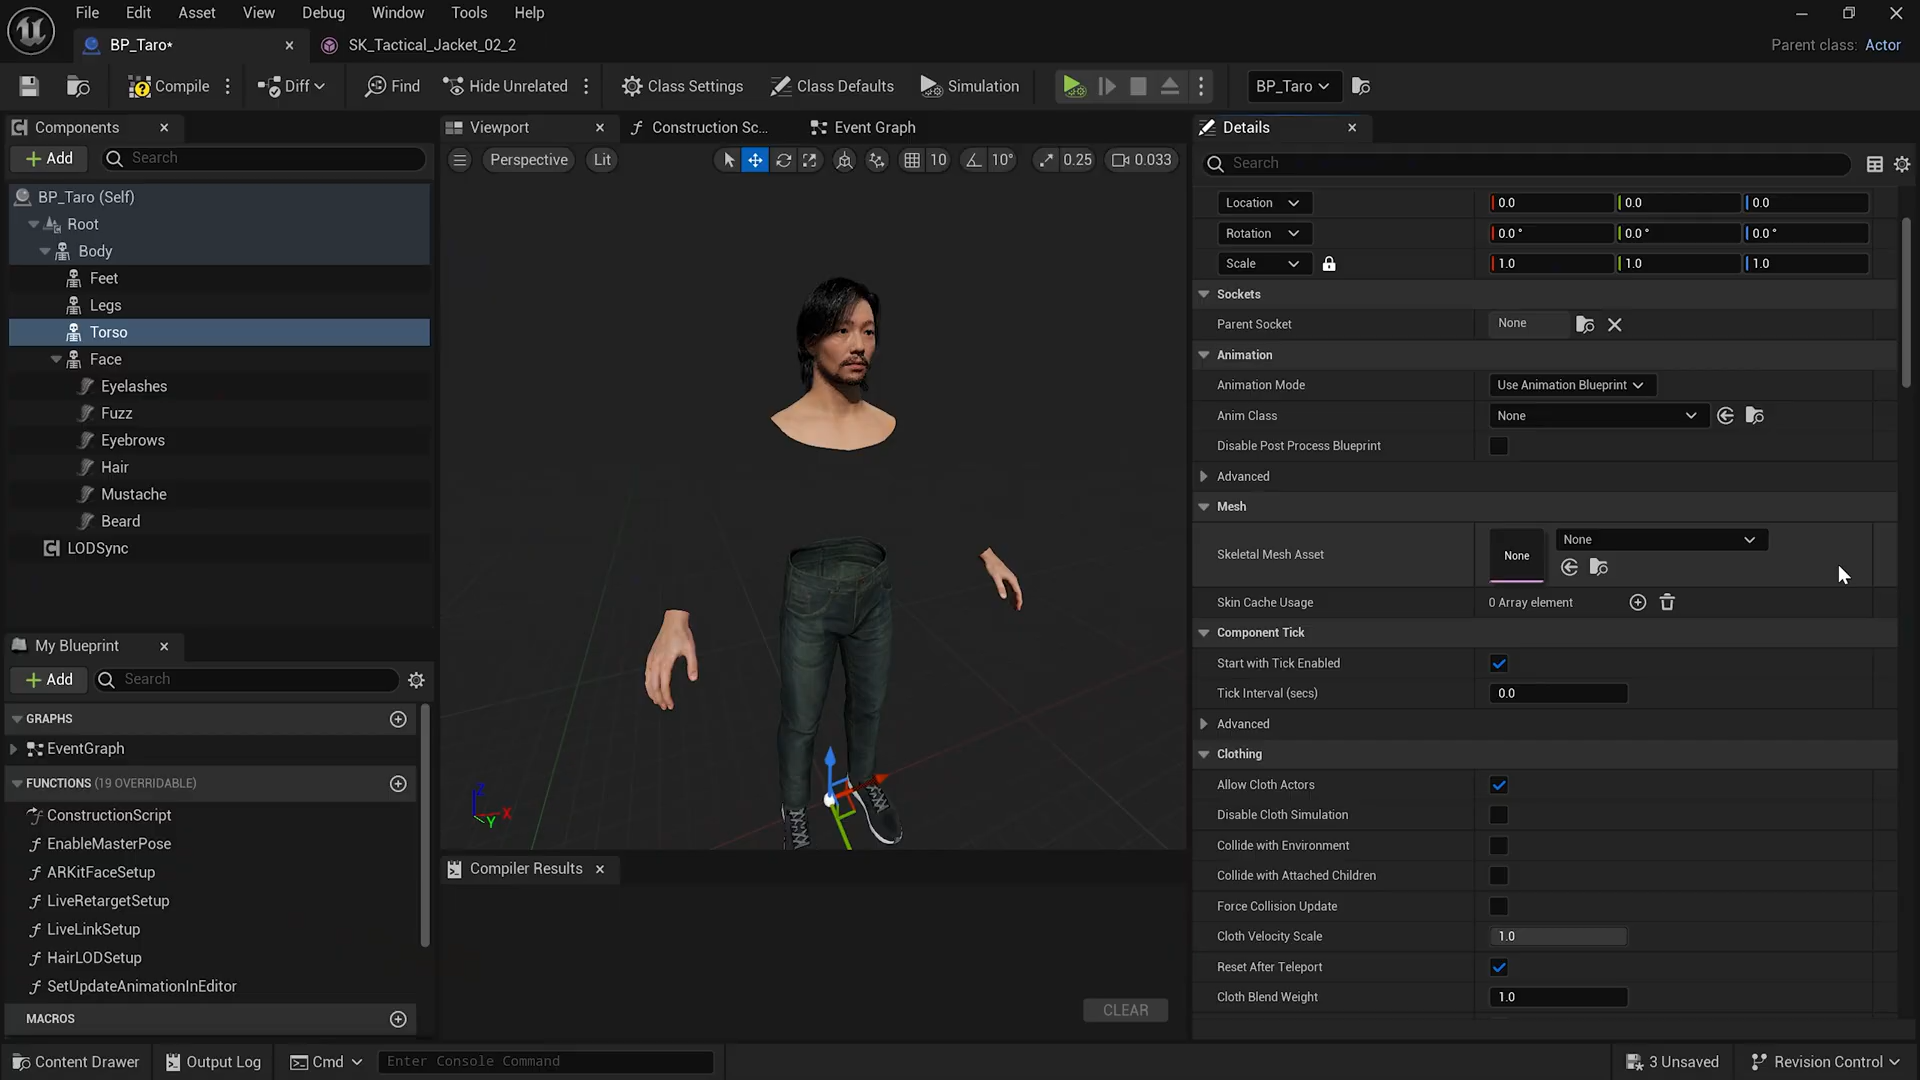 File Edit Asset View Debug Window Tools Help
BP_Taro* SK_Tactical_Jacket_02_2 Parent class: Actor
Compile Diff Find Hide Unrelated Class Settings Class Defaults Simulation BP_Taro
Components
Add Search
BP_Taro (Self)
Root
Body
Feet
Legs
Torso
Face
Eyelashes
Fuzz
Eyebrows
Hair
Mustache
Beard
LODSync
My Blueprint
Add Search
GRAPHS
EventGraph
FUNCTIONS (19 OVERRIDABLE)
ConstructionScript
EnableMasterPose
ARKitFaceSetup
LiveRetargetSetup
LiveLinkSetup
HairLODSetup
SetUpdateAnimationInEditor
MACROS
Viewport Construction Sc... Event Graph
Perspective Lit 10 10° 0.25 0.033
Z
X
Y
Compiler Results
CLEAR
Details
Search
Location 0.0 0.0 0.0
Rotation 0.0 ° 0.0 ° 0.0 °
Scale 1.0 1.0 1.0
Sockets
Parent Socket None
Animation
Animation Mode Use Animation Blueprint
Anim Class None
Disable Post Process Blueprint
Advanced
Mesh
Skeletal Mesh Asset None None
Skin Cache Usage 0 Array element
Component Tick
Start with Tick Enabled
Tick Interval (secs) 0.0
Advanced
Clothing
Allow Cloth Actors
Disable Cloth Simulation
Collide with Environment
Collide with Attached Children
Force Collision Update
Cloth Velocity Scale 1.0
Reset After Teleport
Cloth Blend Weight 1.0
Content Drawer Output Log Cmd Enter Console Command 3 Unsaved Revision Control